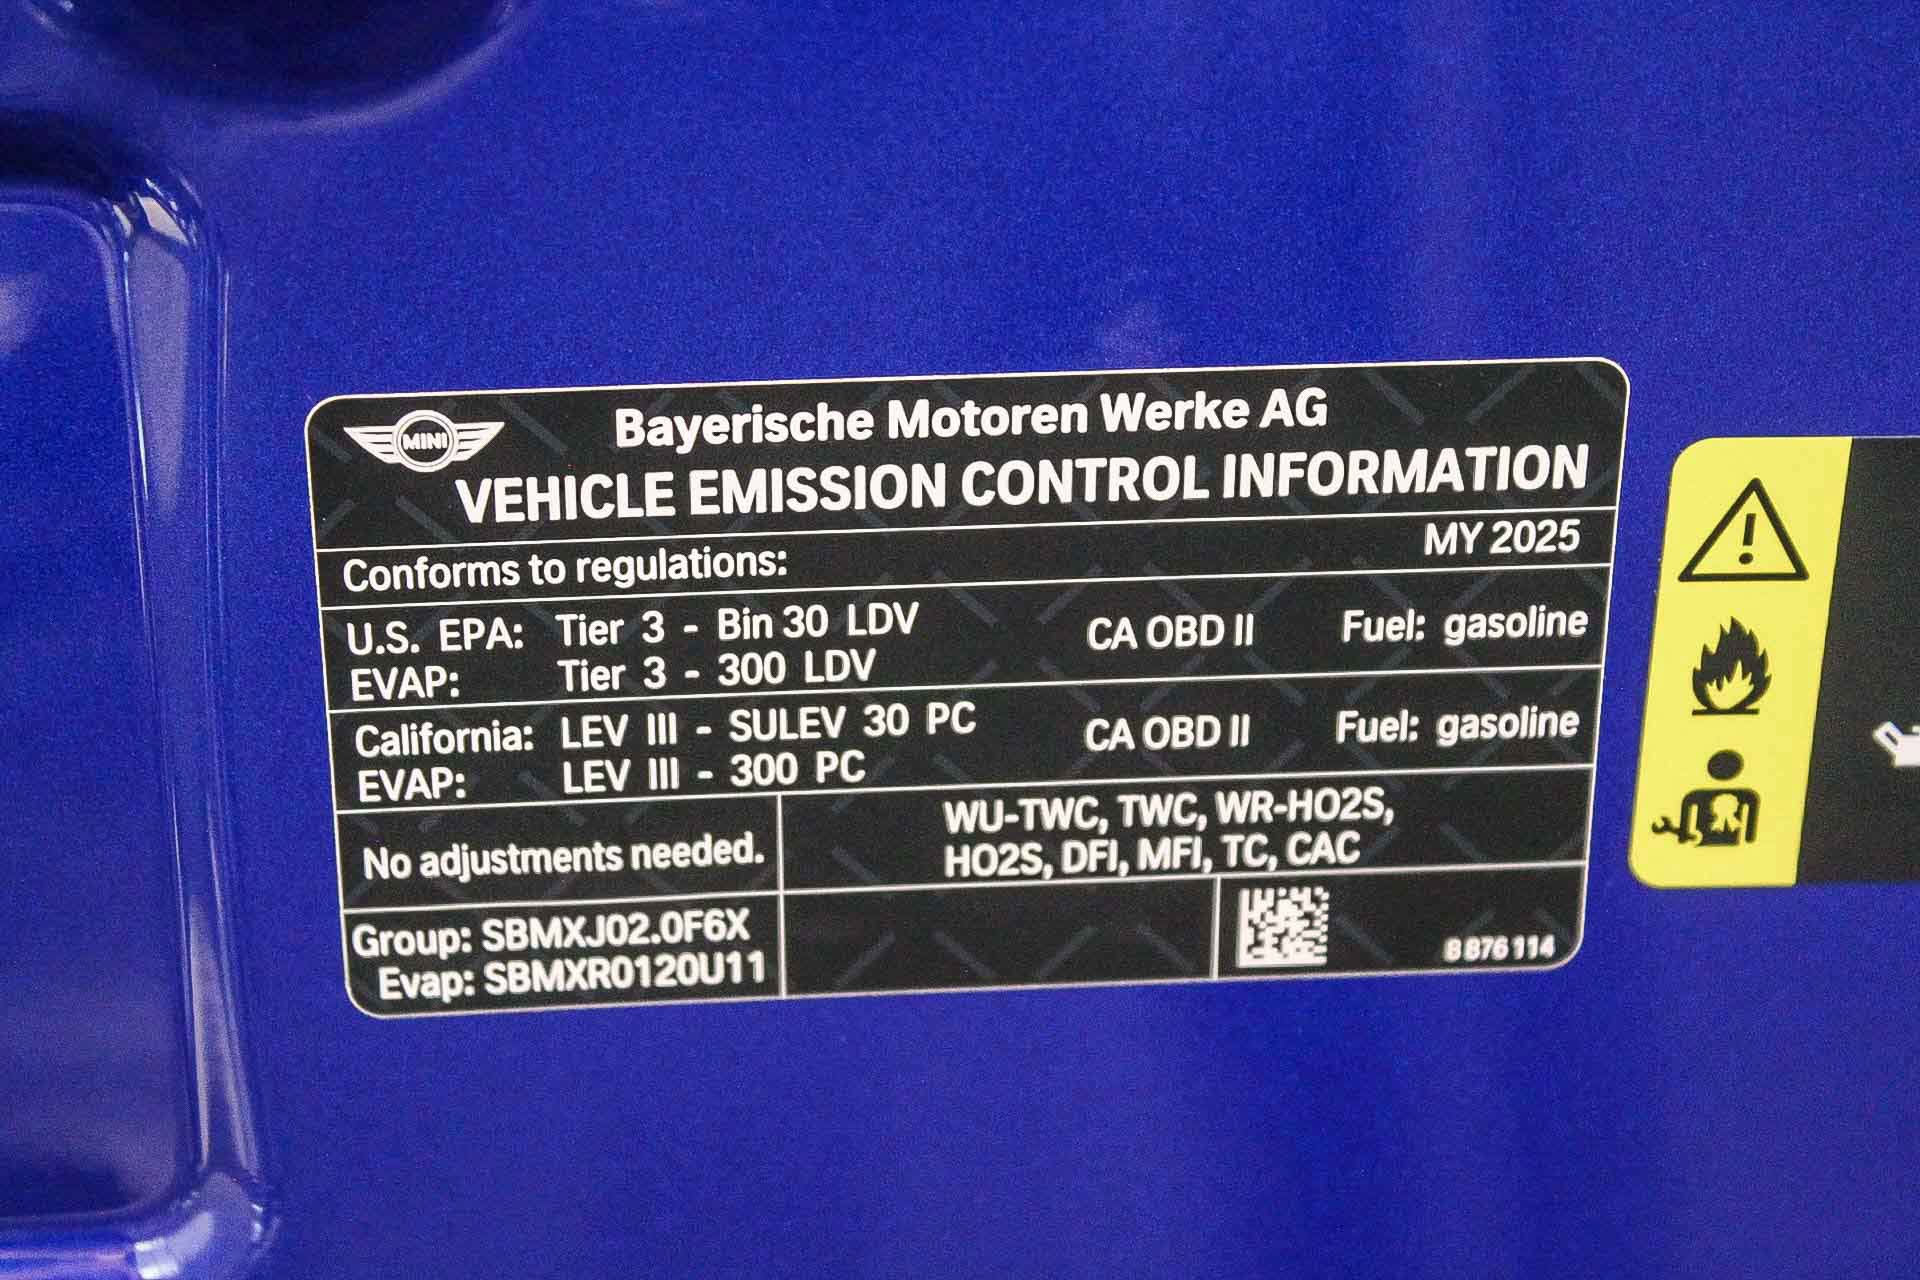 MINI
Bayerische Motoren Werke AG
VEHICLE EMISSION CONTROL INFORMATION
MY 2025
Conforms to regulations:
U.S. EPA: Tier 3 - Bin 30 LDV CA OBD II Fuel: gasoline
EVAP: Tier 3 - 300 LDV
California: LEV III - SULEV 30 PC CA OBD II Fuel: gasoline
EVAP: LEV III - 300 PC
No adjustments needed.
WU-TWC, TWC, WR-HO2S,
HO2S, DFI, MFI, TC, CAC
Group: SBMXJ02.0F6X
Evap: SBMXR0120U11
8 876 114